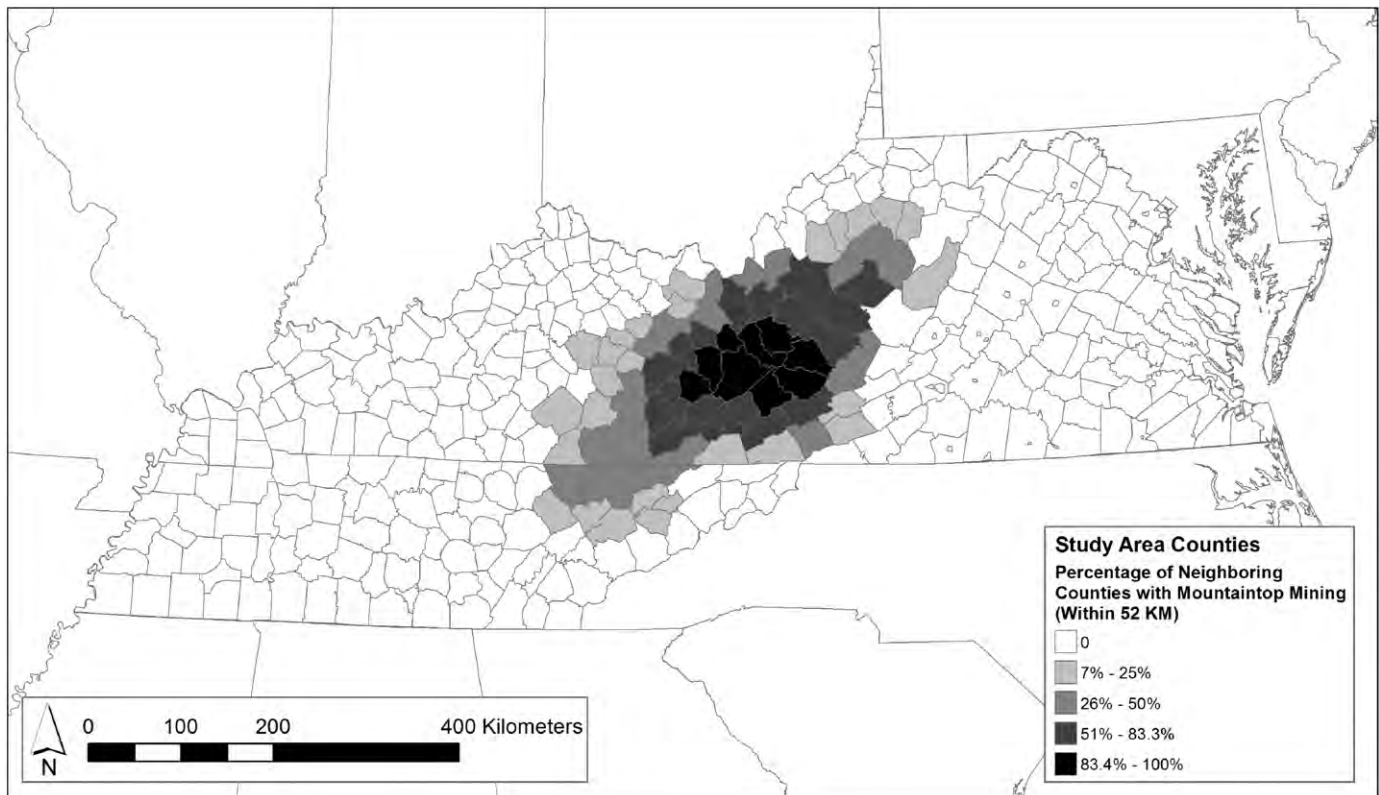 Study Area Counties
Percentage of Neighboring
Counties with Mountaintop Mining
(Within 52 KM)
0
7% - 25%
26% - 50%
51% - 83.3%
83.4% - 100%
0 100 200 400 Kilometers
N